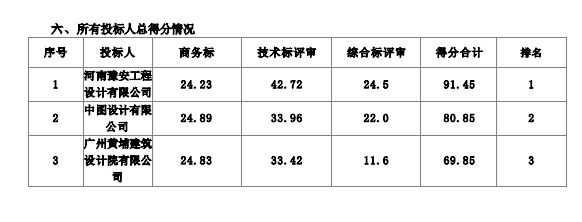 六、所有投标人总得分情况
序号 投标人 商务标 技术标评审 综合标评审 得分合计 排名
1 河南豫安工程设计有限公司 24.23 42.72 24.5 91.45 1
2 中图设计有限公司 24.89 33.96 22.0 80.85 2
3 广州黄埔建筑设计院有限公司 24.83 33.42 11.6 69.85 3